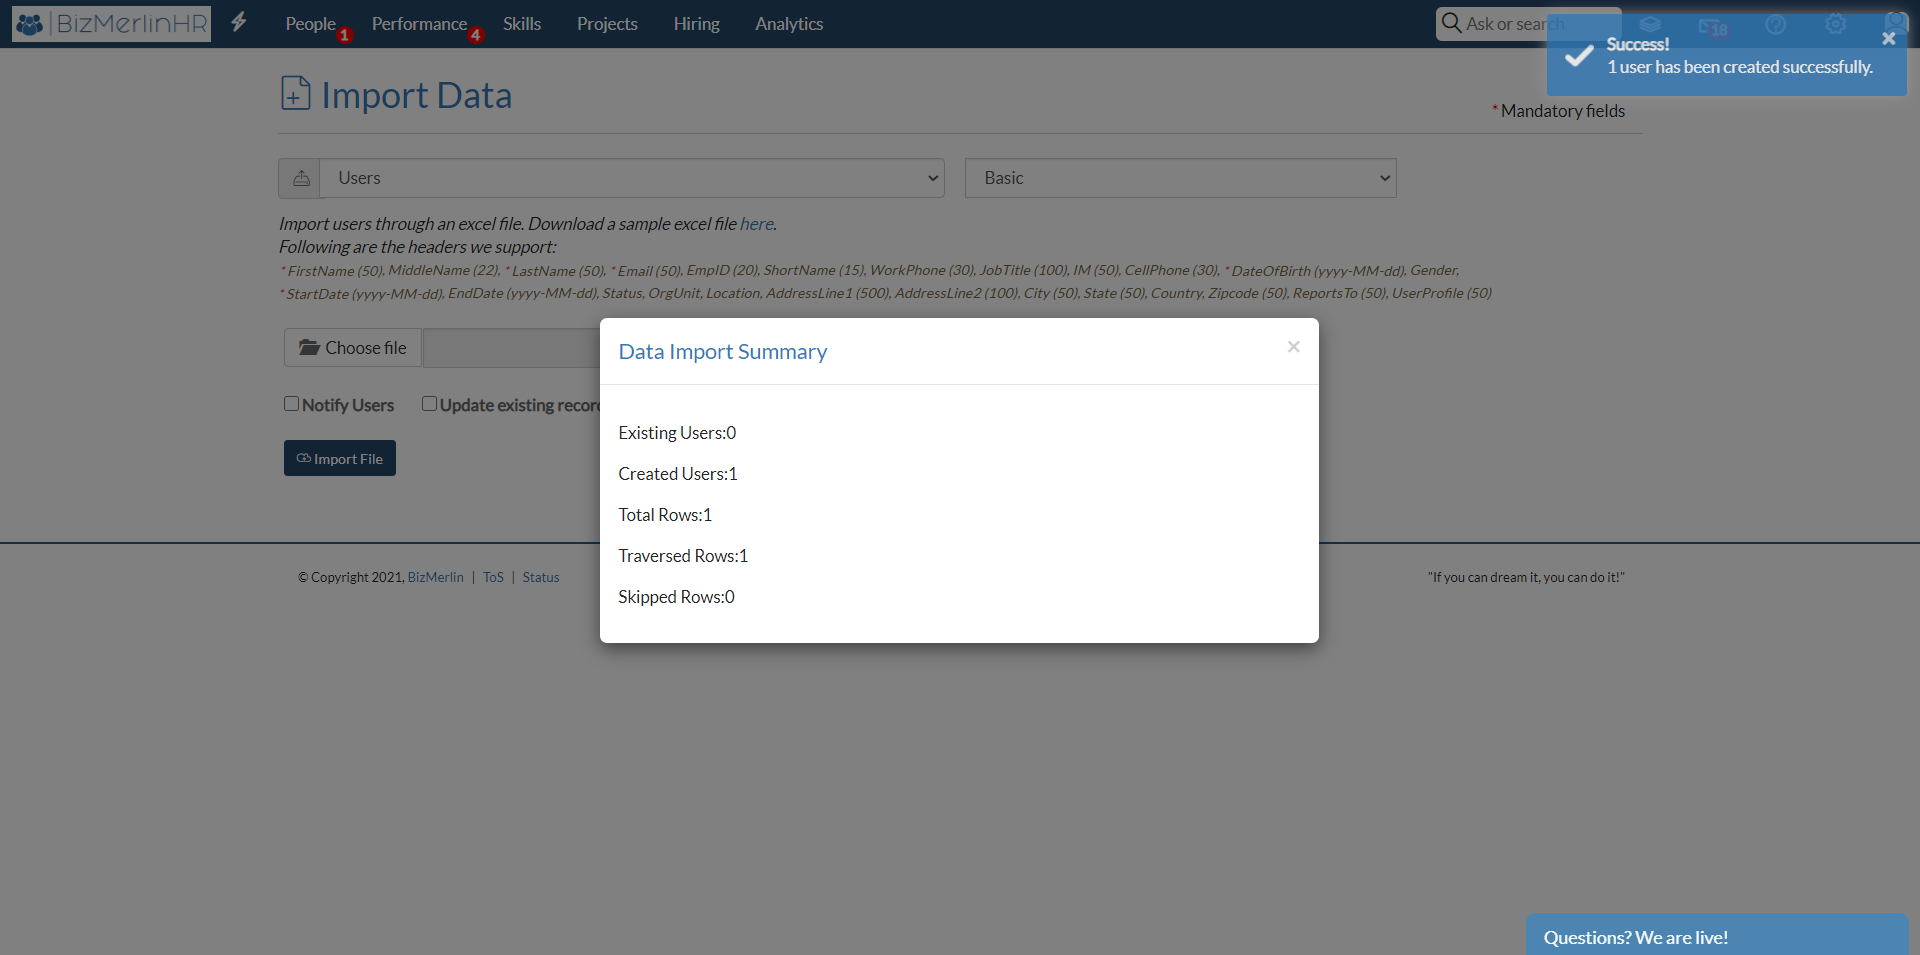 BizMerlinHR People 1 Performance 4 Skills Projects Hiring Analytics Ask or search 18
Success!
1 user has been created successfully.
Import Data
*Mandatory fields
Users Basic
Import users through an excel file. Download a sample excel file here.
Following are the headers we support:
* FirstName (50), MiddleName (22), * LastName (50), * Email (50), EmpID (20), ShortName (15), WorkPhone (30), JobTitle (100), IM (50), CellPhone (30), * DateOfBirth (yyyy-MM-dd), Gender,
* StartDate (yyyy-MM-dd), EndDate (yyyy-MM-dd), Status, OrgUnit, Location, AddressLine1 (500), AddressLine2 (100), City (50), State (50), Country, Zipcode (50), ReportsTo (50), UserProfile (50)
Choose file
Notify Users Update existing recor
Import File
Data Import Summary ×
Existing Users:0
Created Users:1
Total Rows:1
Traversed Rows:1
Skipped Rows:0
© Copyright 2021, BizMerlin | ToS | Status "If you can dream it, you can do it!"
Questions? We are live!